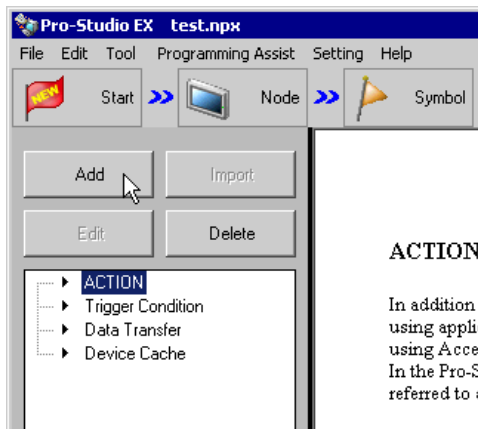 Pro-Studio EX test.npx
File Edit Tool Programming Assist Setting Help
NEW Start Node Symbol
Add Import
Edit Delete
ACTION
Trigger Condition
Data Transfer
Device Cache
ACTION
In addition
using appli
using Acce
In the Pro-S
referred to